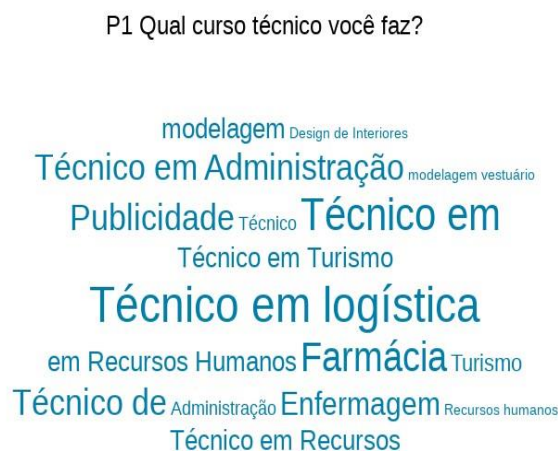 P1 Qual curso técnico você faz?
modelagem Design de Interiores
Técnico em Administração modelagem vestuário
Publicidade Técnico Técnico em
Técnico em Turismo
Técnico em logística
em Recursos Humanos Farmácia Turismo
Técnico de Administração Enfermagem Recursos humanos
Técnico em Recursos